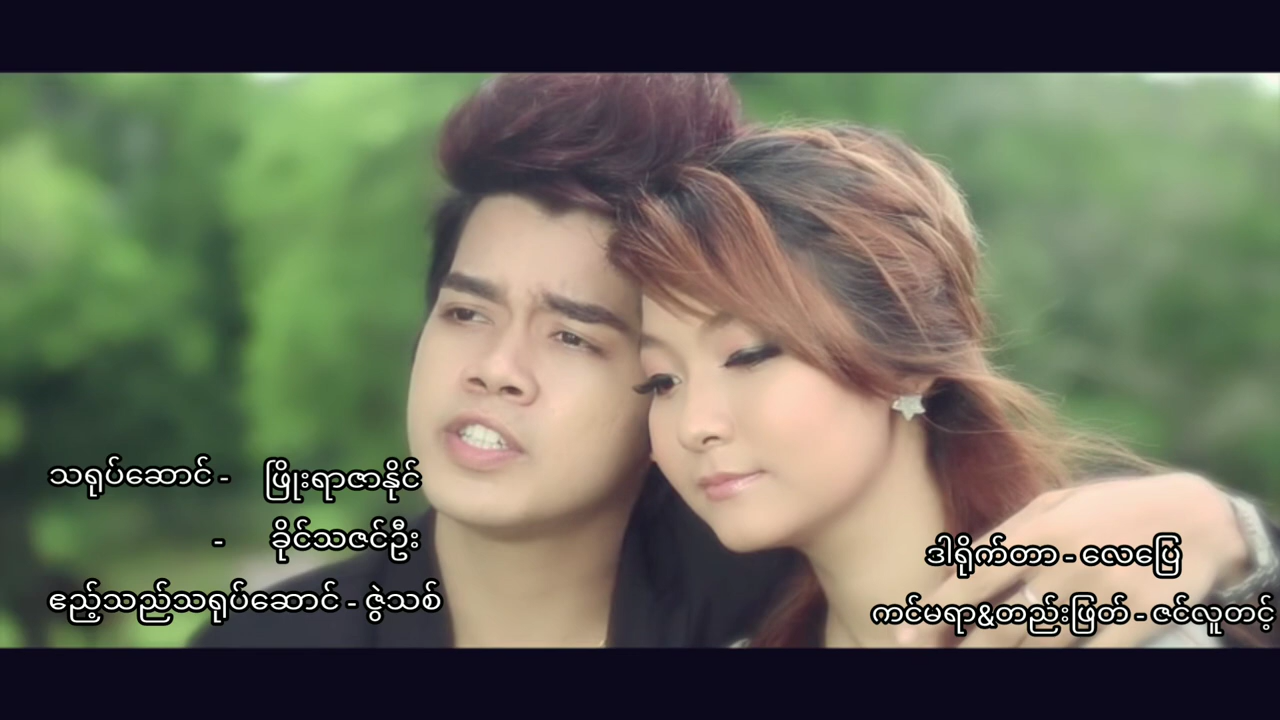 သရုပ်ဆောင် - ဖြိုးရာဇာနိုင်
- ခိုင်သဇင်ဦး
ဧည့်သည်သရုပ်ဆောင် - ဇွဲသစ်
ဒါရိုက်တာ - လေပြေ
ကင်မရာ&တည်းဖြတ် - ဇင်လူတင့်